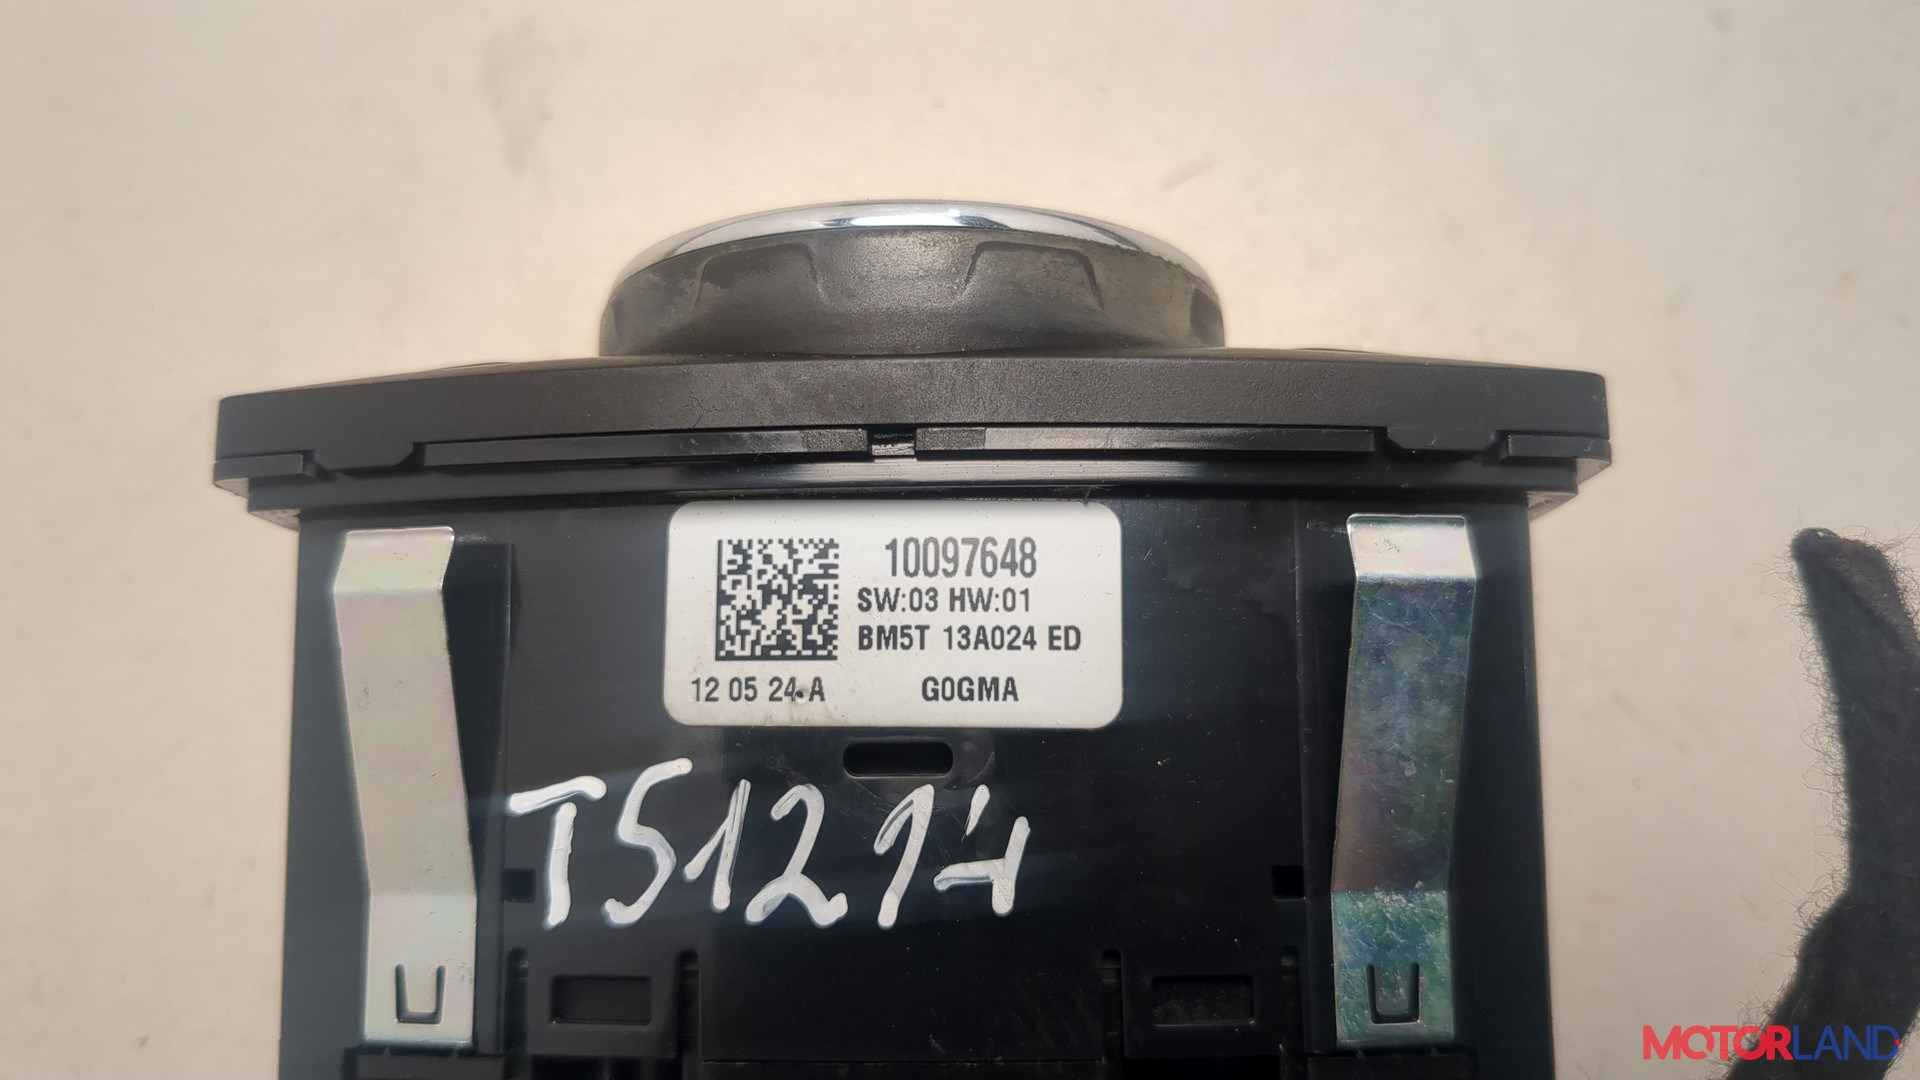 10097648
SW:03 HW:01
BM5T 13A024 ED
12 05 24 A G0GMA
T51214
MOTORLAND